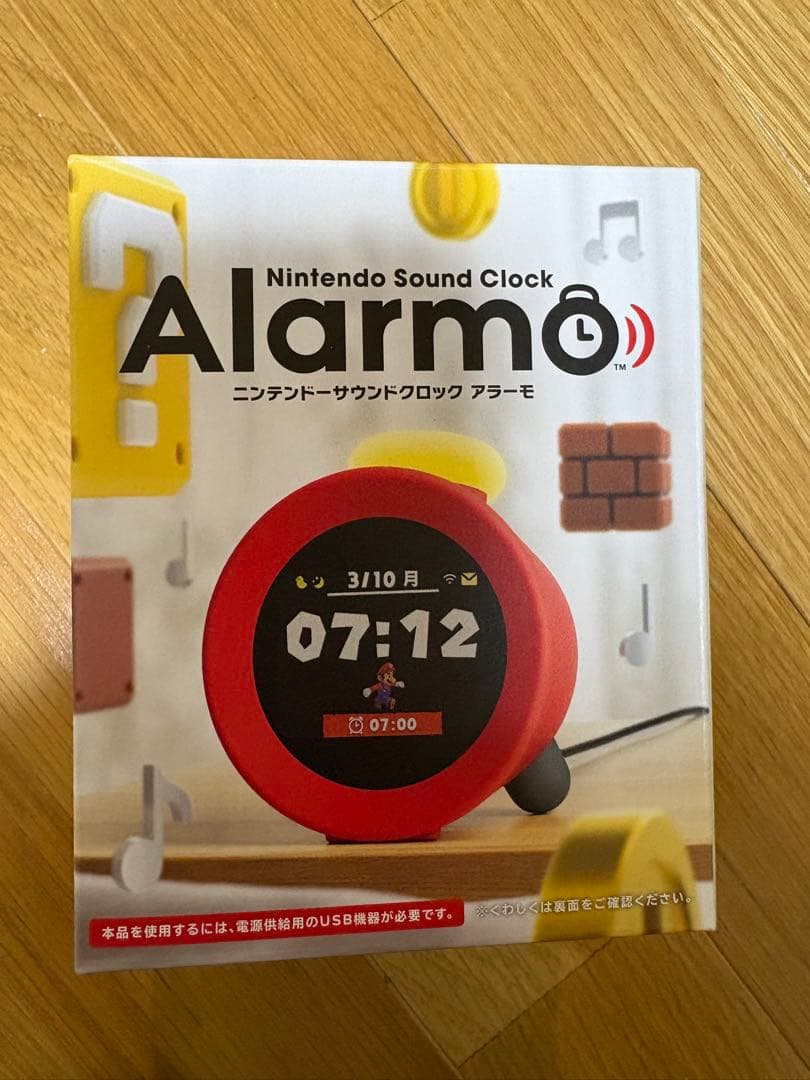 Nintendo Sound Clock
Alarmo
TM
ニンテンドーサウンドクロック アラーモ
3/10 月
07:12
07:00
本品を使用するには、電源供給用のUSB機器が必要です。
※くわしくは裏面をご確認ください。